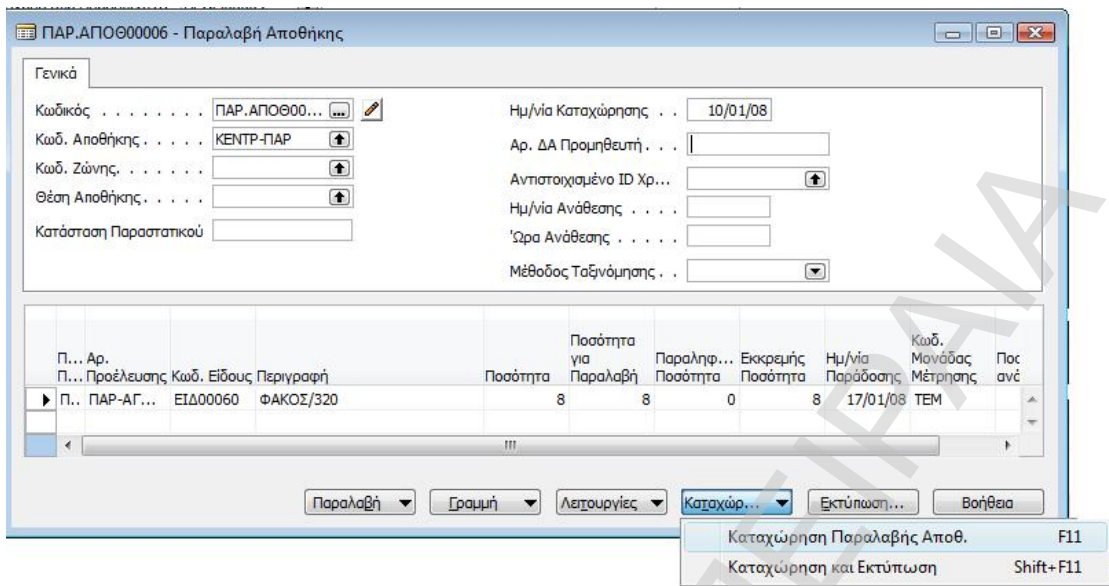 ΠΑΡ.ΑΠΟΘ00006 - Παραλαβή Αποθήκης
Γενικά
Κωδικός . . . . . . . . ΠΑΡ.ΑΠΟΘ00...
Κωδ. Αποθήκης . . . . . ΚΕΝΤΡ-ΠΑΡ
Κωδ. Ζώνης. . . . . . .
Θέση Αποθήκης. . . . .
Κατάσταση Παραστατικού
Ημ/νία Καταχώρησης . . 10/01/08
Αρ. ΔΑ Προμηθευτή . . .
Αντιστοιχισμένο ID Χρ...
Ημ/νία Ανάθεσης . . . .
Ώρα Ανάθεσης . . . . .
Μέθοδος Ταξινόμησης . .
Π... Π... Αρ. Προέλευσης Κωδ. Είδους Περιγραφή Ποσότητα Ποσότητα για Παραλαβή Παραληφ... Ποσότητα Εκκρεμής Ποσότητα Ημ/νία Παράδοσης Κωδ. Μονάδας Μέτρησης Ποσ ανά
Π.. ΠΑΡ-ΑΓ... ΕΙΔ00060 ΦΑΚΟΣ/320 8 8 0 8 17/01/08 ΤΕΜ
Παραλαβή Γραμμή Λειτουργίες Καταχώρ... Εκτύπωση... Βοήθεια
Καταχώρηση Παραλαβής Αποθ. F11
Καταχώρηση και Εκτύπωση Shift+F11
ΠΕΙΡΑΙΑ